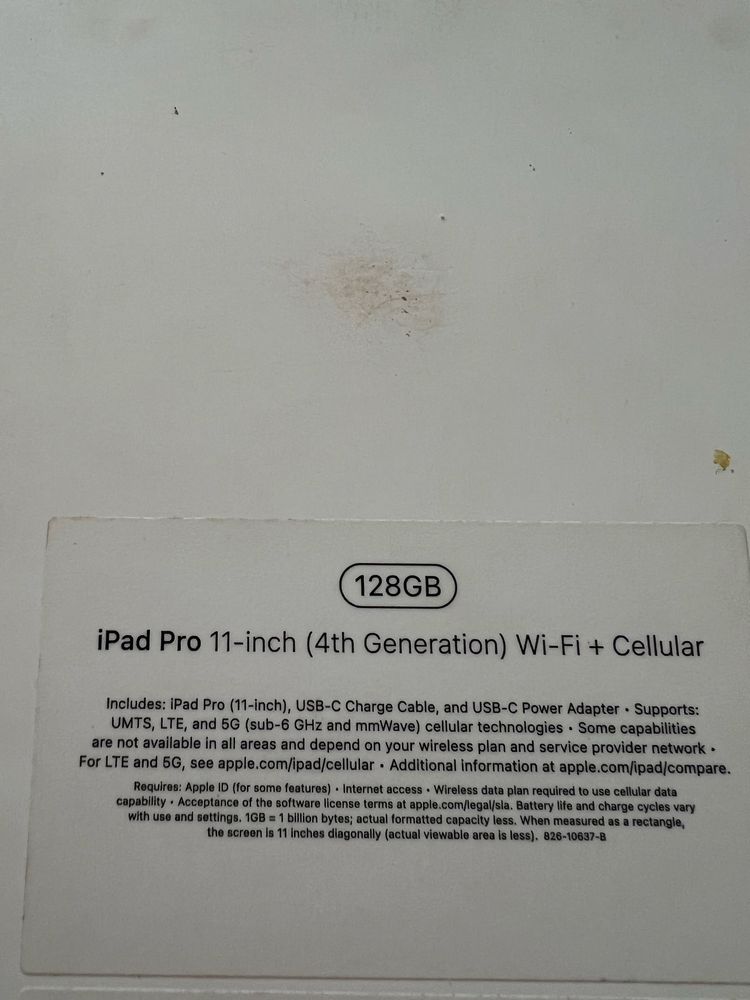 128GB
iPad Pro 11-inch (4th Generation) Wi-Fi + Cellular
Includes: iPad Pro (11-inch), USB-C Charge Cable, and USB-C Power Adapter • Supports:
UMTS, LTE, and 5G (sub-6 GHz and mmWave) cellular technologies • Some capabilities
are not available in all areas and depend on your wireless plan and service provider network •
For LTE and 5G, see apple.com/ipad/cellular • Additional information at apple.com/ipad/compare.
Requires: Apple ID (for some features) • Internet access • Wireless data plan required to use cellular data
capability • Acceptance of the software license terms at apple.com/legal/sla. Battery life and charge cycles vary
with use and settings. 1GB = 1 billion bytes; actual formatted capacity less. When measured as a rectangle,
the screen is 11 inches diagonally (actual viewable area is less). 826-10637-B